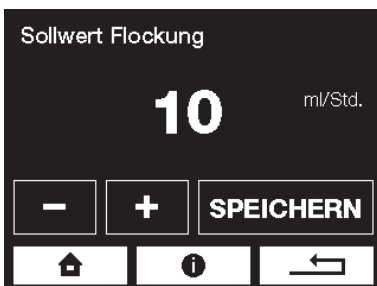 Sollwert Flockung
10 ml/Std.
− + SPEICHERN